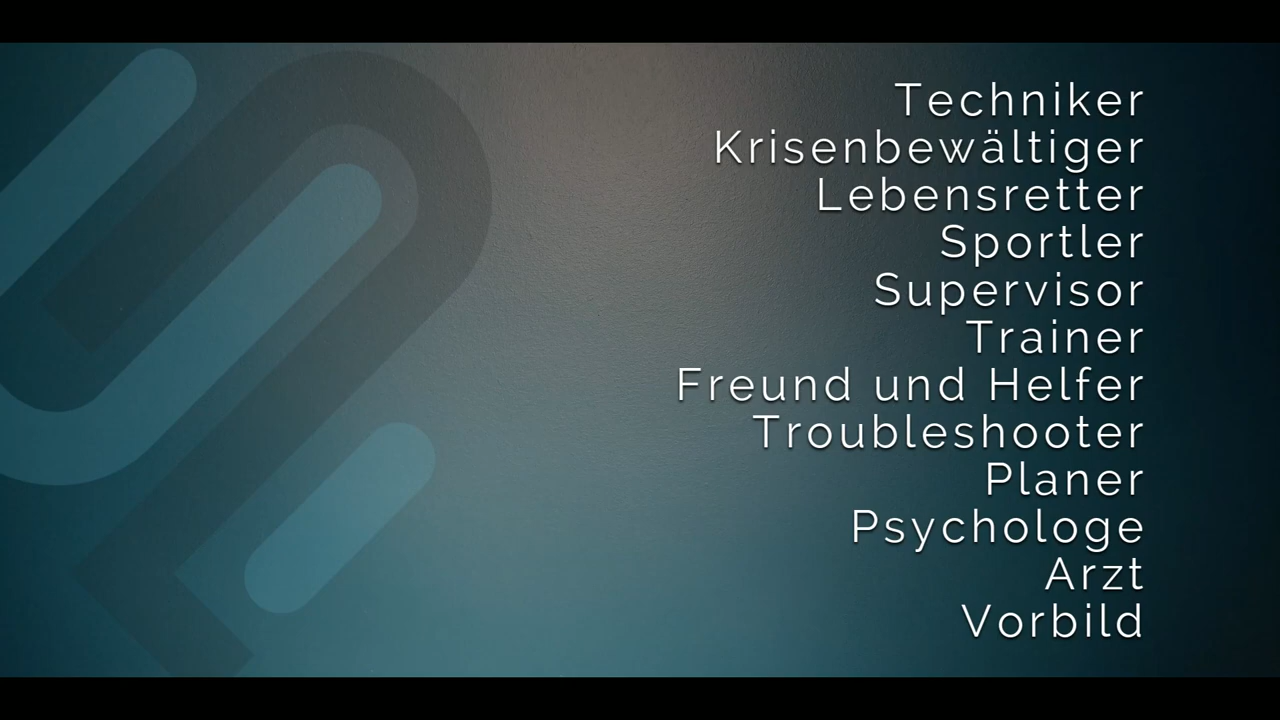 Techniker
Krisenbewältiger
Lebensretter
Sportler
Supervisor
Trainer
Freund und Helfer
Troubleshooter
Planer
Psychologe
Arzt
Vorbild